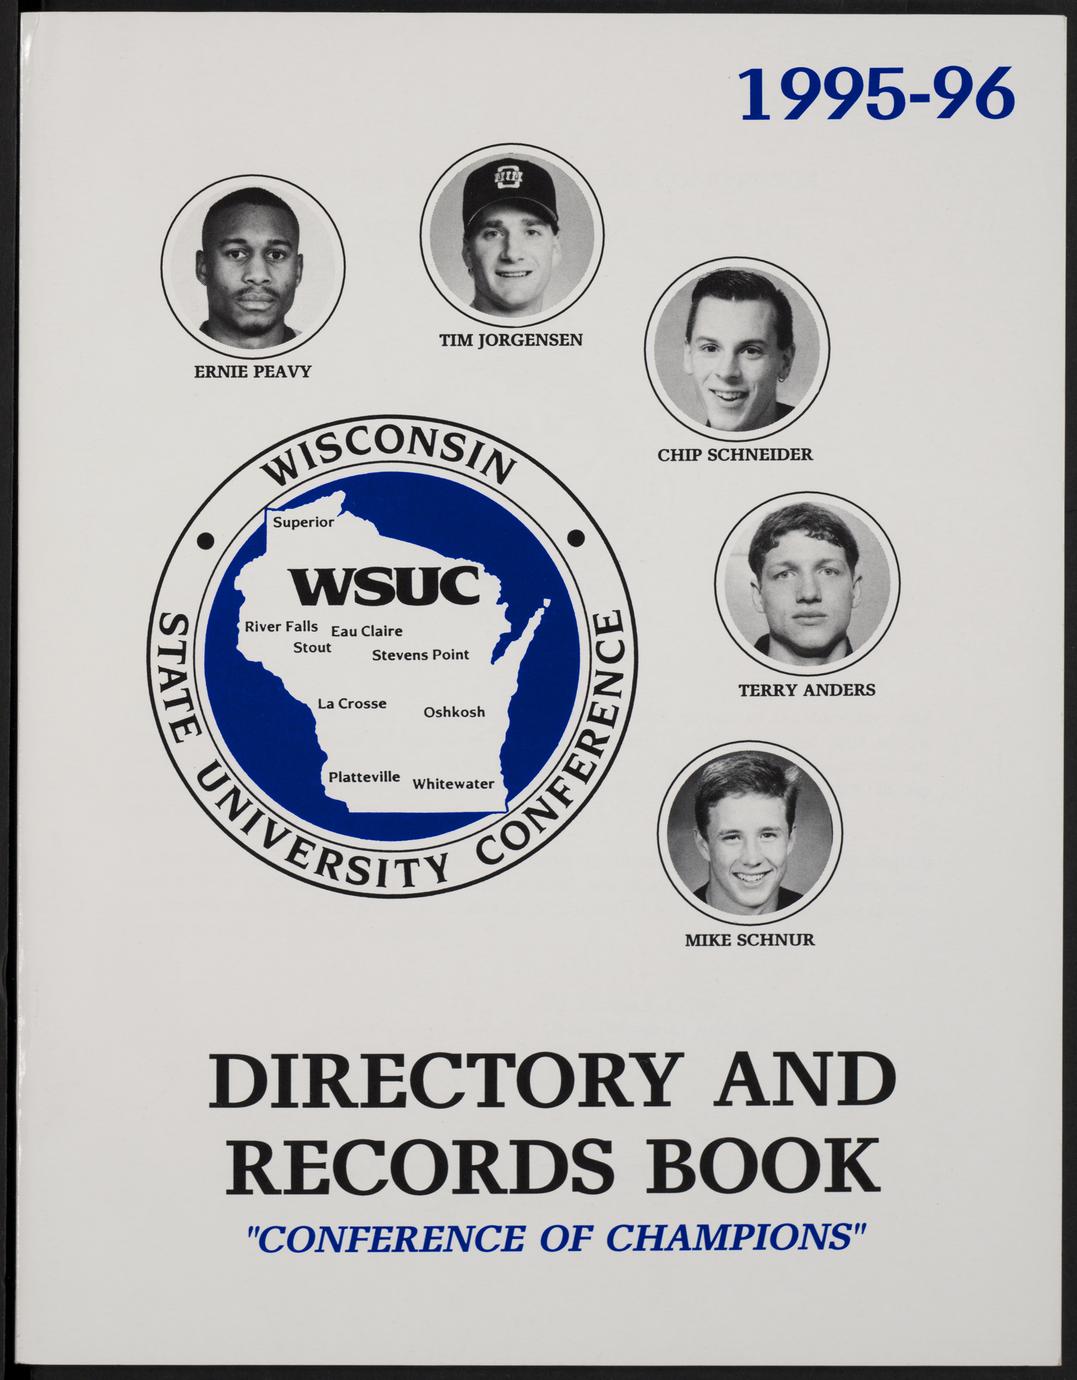 1995-96
ERNIE PEAVY
TIM JORGENSEN
CHIP SCHNEIDER
TERRY ANDERS
MIKE SCHNUR
WISCONSIN
STATE UNIVERSITY CONFERENCE
Superior
WSUC
River Falls
Eau Claire
Stout
Stevens Point
La Crosse
Oshkosh
Platteville
Whitewater
DIRECTORY AND
RECORDS BOOK
"CONFERENCE OF CHAMPIONS"